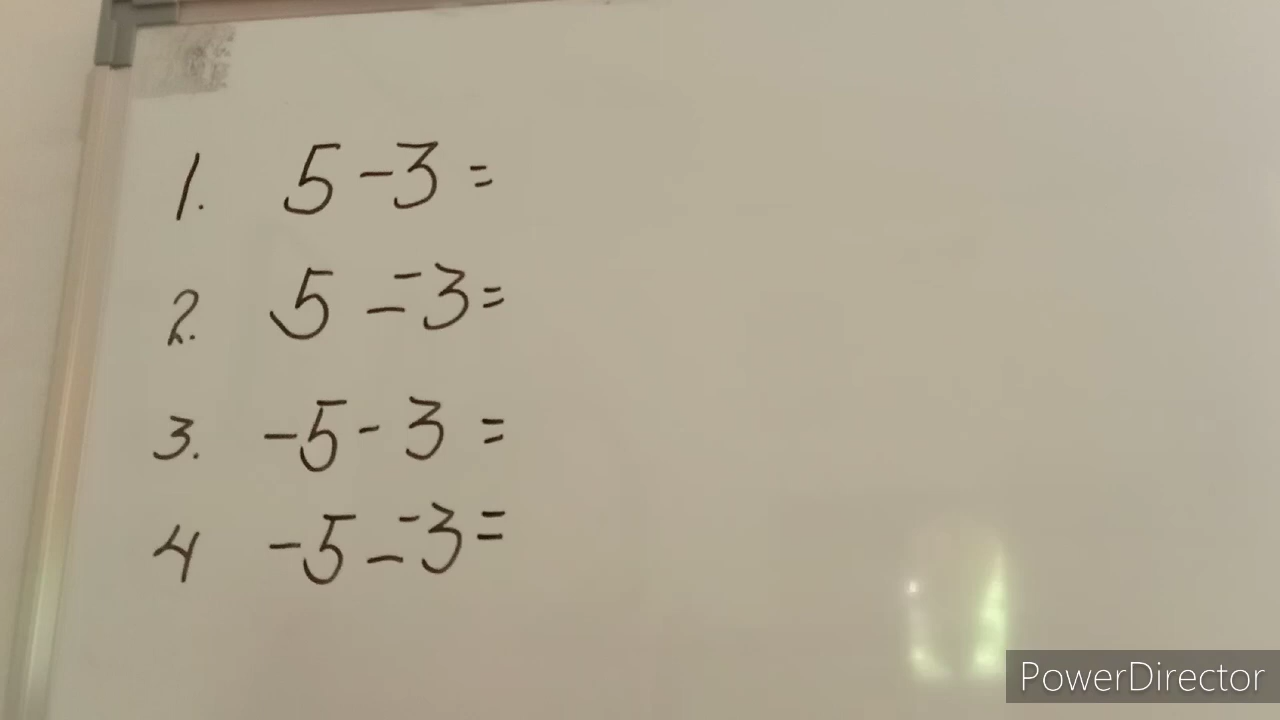 1. 5 - 3 =
2. 5 - ⁻3 =
3. -5 - 3 =
4 -5 - ⁻3 =
PowerDirector